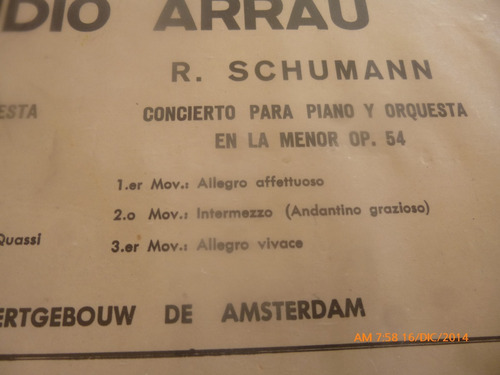 DIO ARRAU
R. SCHUMANN
ESTA
CONCIERTO PARA PIANO Y ORQUESTA
EN LA MENOR OP. 54
1.er Mov.: Allegro affettuoso
2.o Mov.: Intermezzo (Andantino grazioso)
Quassi
3.er Mov.: Allegro vivace
ERTGEBOUW DE AMSTERDAM
AM 7:58 16/DIC/2014